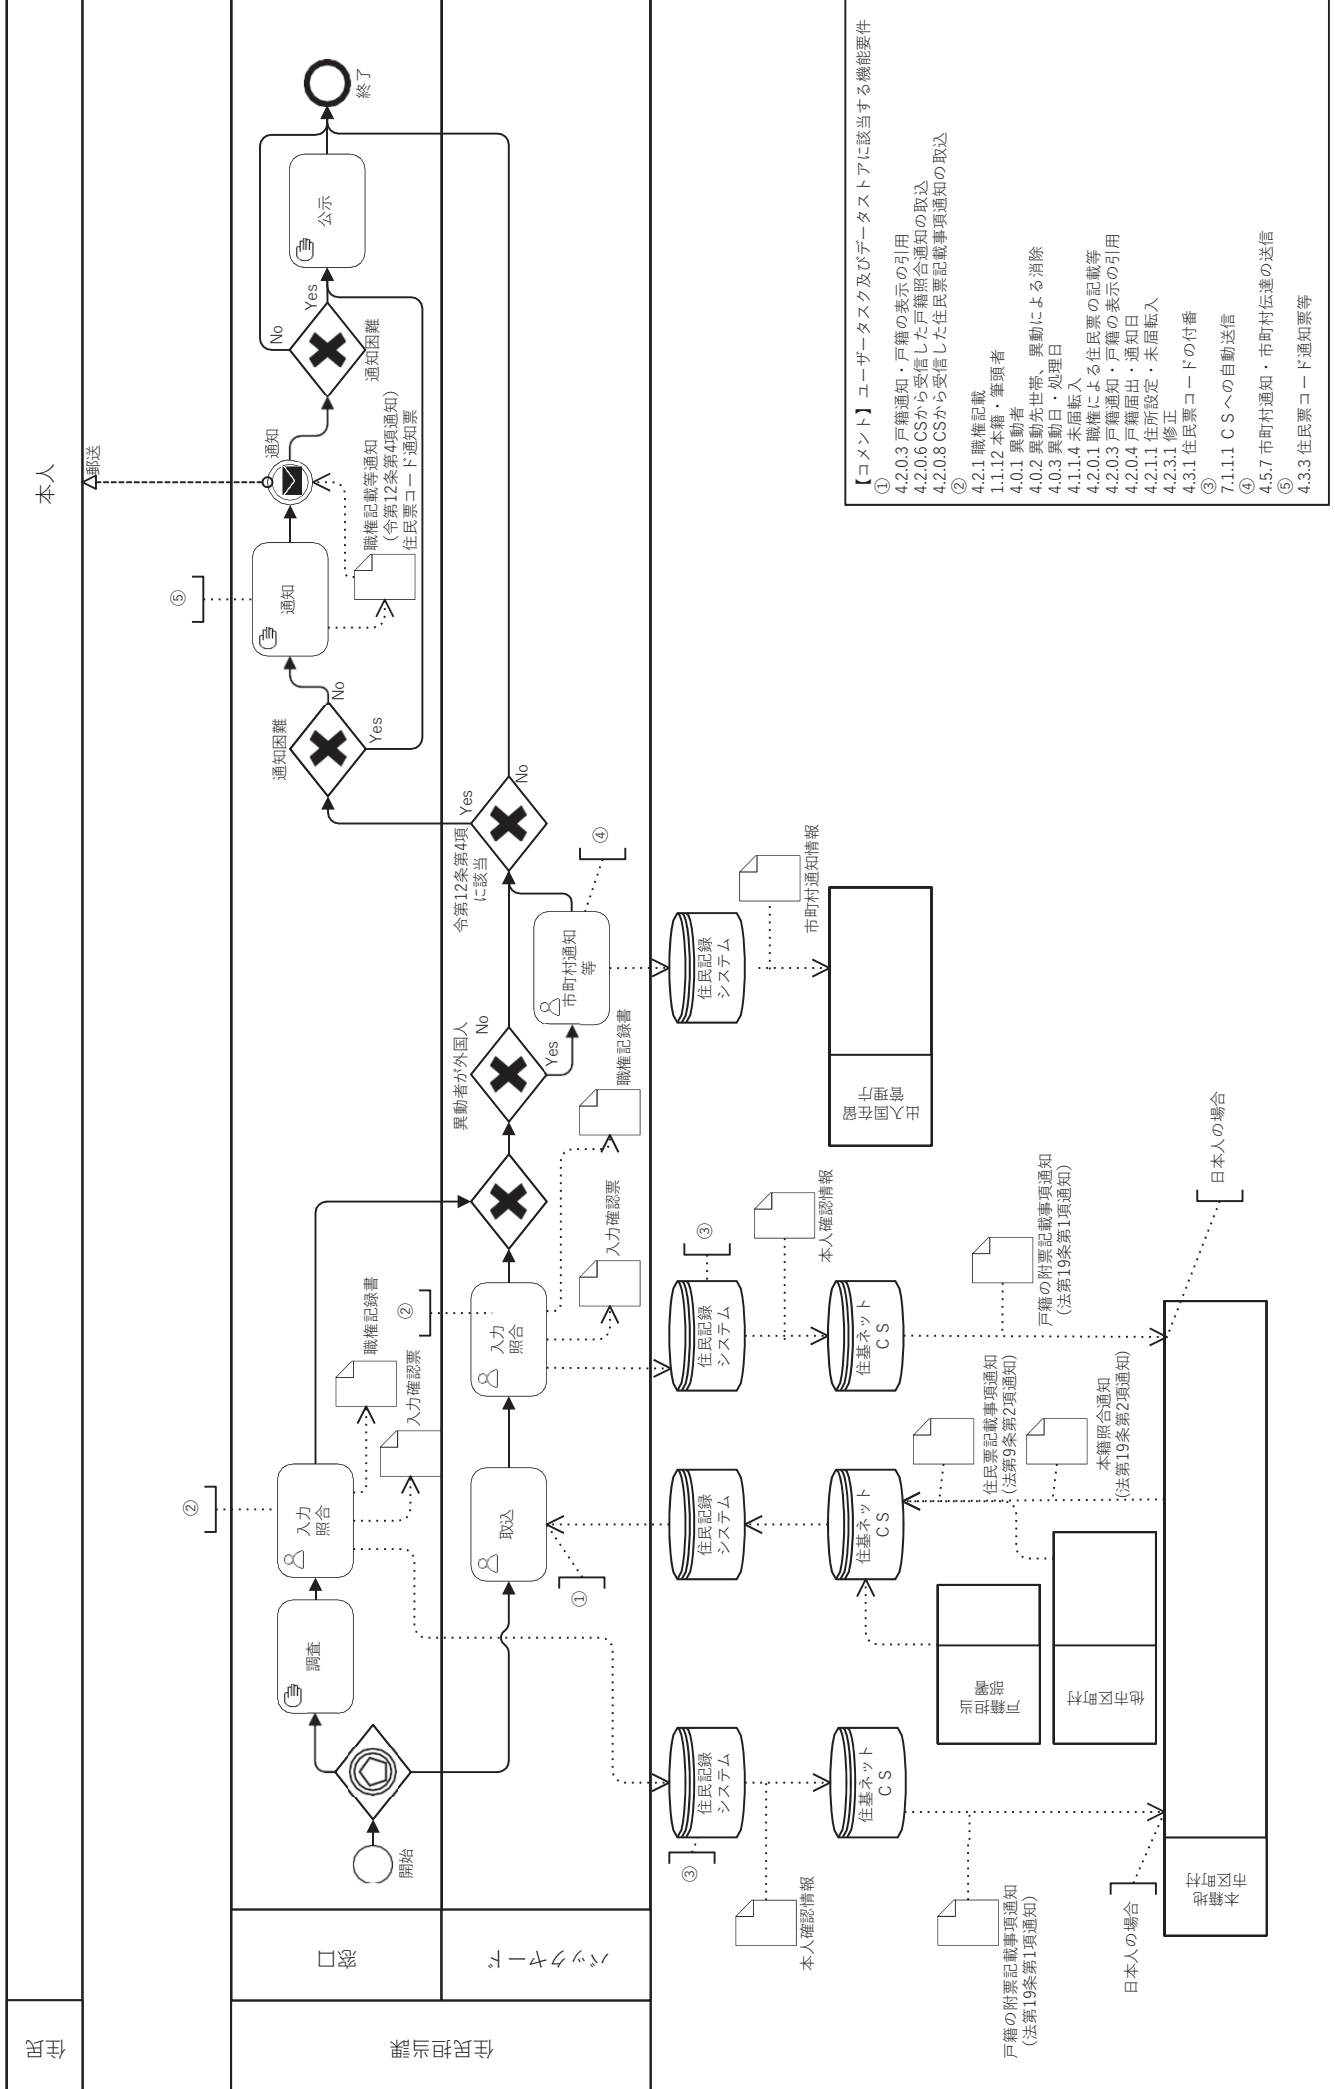 住民
本人
郵送
住民担当課
窓口
バックヤード
開始
調査
入力
照合
②
職権記録書
入力確認票
取込
①
入力
照合
②
入力確認票
職権記録書
異動者が外国人
No
Yes
市町村通知
等
④
令第12条第4項
に該当
Yes
No
通知困難
No
Yes
通知
⑤
職権記載等通知
(令第12条第4項通知)
住民票コード通知票
通知
通知困難
No
Yes
公示
終了
③
住民記録
システム
本人確認情報
住基ネット
CS
戸籍の附票記載事項通知
(法第19条第1項通知)
日本人の場合
住民記録
システム
住基ネット
CS
戸籍担当
部署
他市区町村
住民票記載事項通知
(法第9条第2項通知)
本籍照合通知
(法第19条第2項通知)
住民記録
システム
③
本人確認情報
住基ネット
CS
戸籍の附票記載事項通知
(法第19条第1項通知)
日本人の場合
本籍地
市区町村
住民記録
システム
市町村通知情報
出入国在留
管理庁
【コメント】ユーザータスク及びデータストアに該当する機能要件
①
4.2.0.3 戸籍通知・戸籍の表示の引用
4.2.0.6 CSから受信した戸籍照合通知の取込
4.2.0.8 CSから受信した住民票記載事項通知の取込
②
4.2.1 職権記載
1.1.12 本籍・筆頭者
4.0.1 異動者
4.0.2 異動先世帯、異動による消除
4.0.3 異動日・処理日
4.1.1.4 未届転入
4.2.0.1 職権による住民票の記載等
4.2.0.3 戸籍通知・戸籍の表示の引用
4.2.0.4 戸籍届出・通知日
4.2.1.1 住所設定・未届転入
4.2.3.1 修正
4.3.1 住民票コードの付番
③
7.1.1.1 CSへの自動送信
④
4.5.7 市町村通知・市町村伝達の送信
⑤
4.3.3 住民票コード通知票等